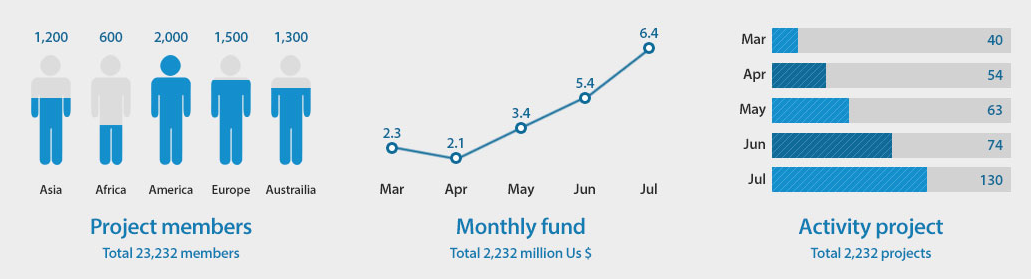 1,200 600 2,000 1,500 1,300
Asia Africa America Europe Austrailia
Project members
Total 23,232 members
6.4
5.4
3.4
2.3 2.1
Mar Apr May Jun Jul
Monthly fund
Total 2,232 million Us $
Mar 40
Apr 54
May 63
Jun 74
Jul 130
Activity project
Total 2,232 projects